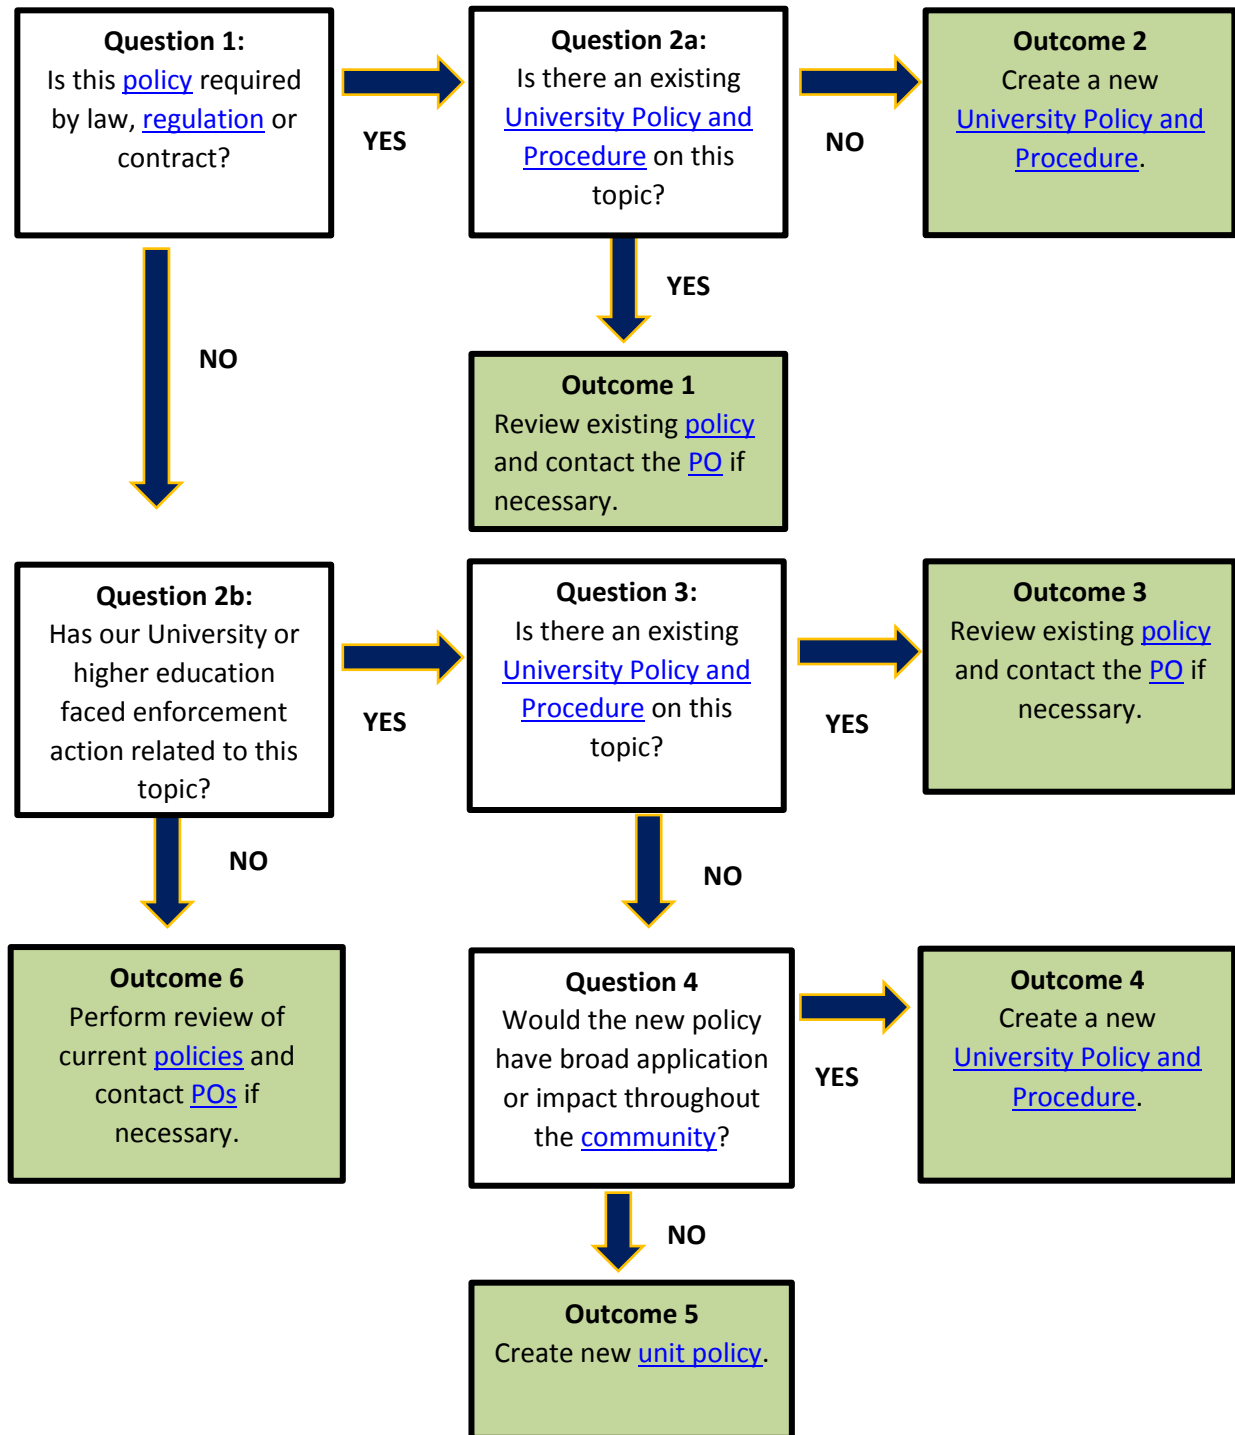 Question 1:
Is this policy required
by law, regulation or
contract?
YES
Question 2a:
Is there an existing
University Policy and
Procedure on this
topic?
NO
Outcome 2
Create a new
University Policy and
Procedure.
YES
NO
Outcome 1
Review existing policy
and contact the PO if
necessary.
Question 2b:
Has our University or
higher education
faced enforcement
action related to this
topic?
YES
Question 3:
Is there an existing
University Policy and
Procedure on this
topic?
YES
Outcome 3
Review existing policy
and contact the PO if
necessary.
NO
NO
Outcome 6
Perform review of
current policies and
contact POs if
necessary.
Question 4
Would the new policy
have broad application
or impact throughout
the community?
YES
Outcome 4
Create a new
University Policy and
Procedure.
NO
Outcome 5
Create new unit policy.